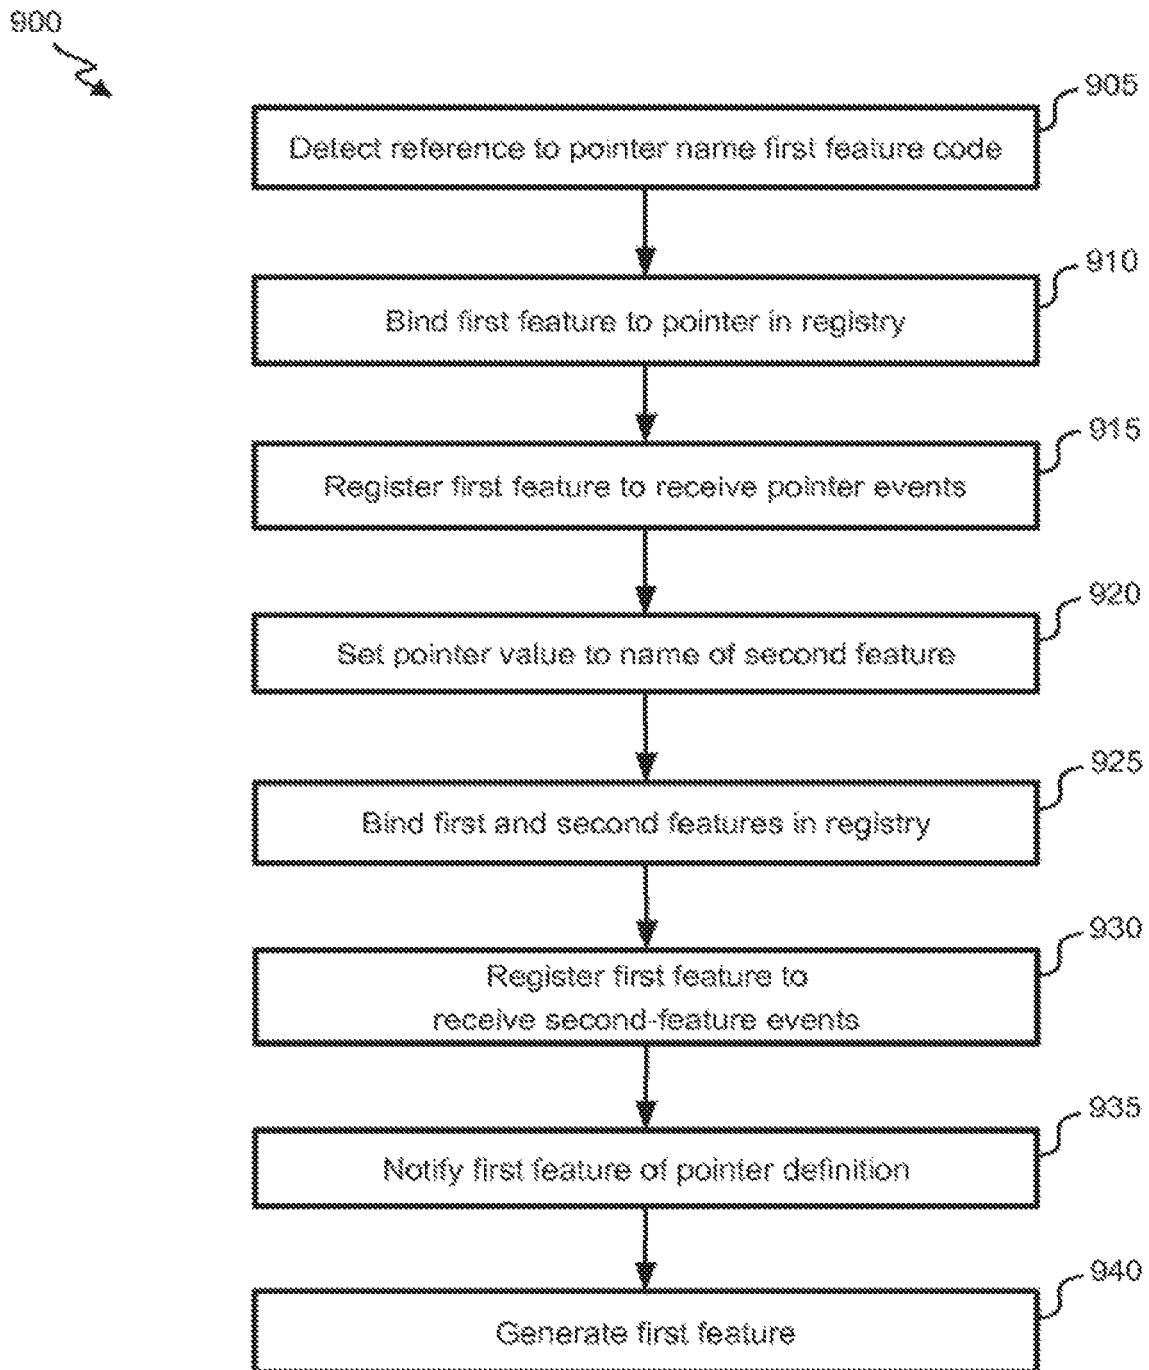 900
905
Detect reference to pointer name first feature code
910
Bind first feature to pointer in registry
915
Register first feature to receive pointer events
920
Set pointer value to name of second feature
925
Bind first and second features in registry
930
Register first feature to
receive second-feature events
935
Notify first feature of pointer definition
940
Generate first feature